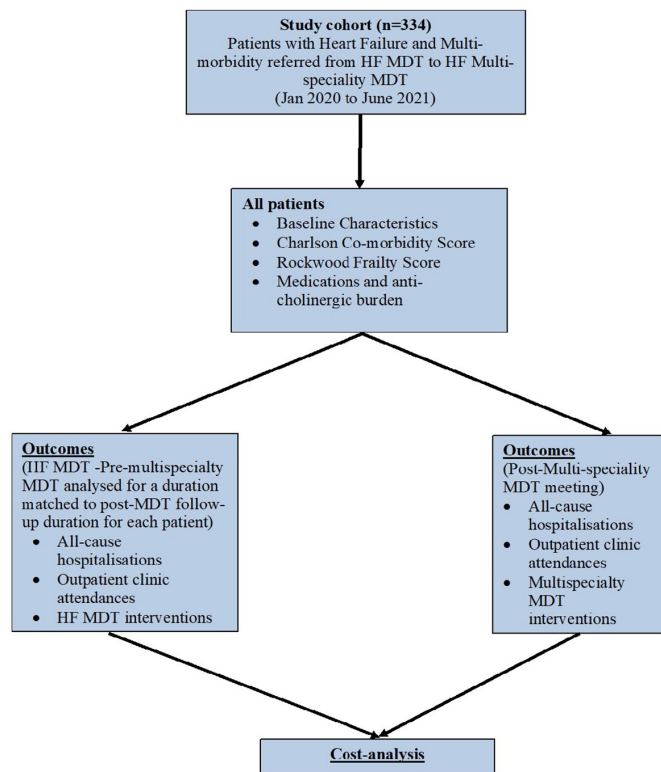 Study cohort (n=334)
Patients with Heart Failure and Multi-
morbidity referred from HF MDT to HF Multi-
speciality MDT
(Jan 2020 to June 2021)
All patients
• Baseline Characteristics
• Charlson Co-morbidity Score
• Rockwood Frailty Score
• Medications and anti-
cholinergic burden
Outcomes
(IIF MDT -Pre-multispecialty
MDT analysed for a duration
matched to post-MDT follow-
up duration for each patient)
• All-cause
hospitalisations
• Outpatient clinic
attendances
• HF MDT interventions
Outcomes
(Post-Multi-speciality
MDT meeting)
• All-cause
hospitalisations
• Outpatient clinic
attendances
• Multispecialty
MDT
interventions
Cost-analysis